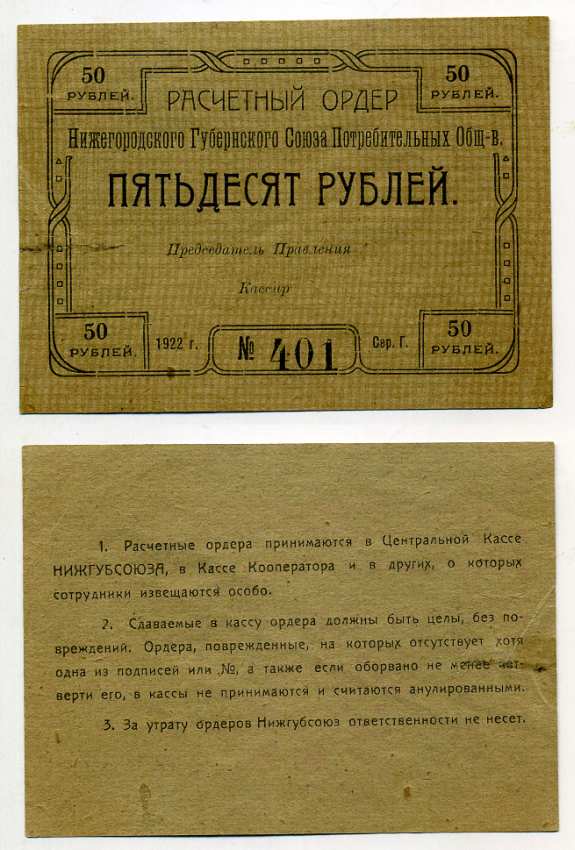 50 РУБЛЕЙ.
50 РУБЛЕЙ.
РАСЧЕТНЫЙ ОРДЕР
Нижегородского Губернского Союза Потребительных Общ-в.
ПЯТЬДЕСЯТ РУБЛЕЙ.
Председатель Правления
Кассир
50 РУБЛЕЙ.
1922 г.
№ 401
Сер. Г.
50 РУБЛЕЙ.
1. Расчетные ордера принимаются в Центральной Кассе
НИЖГУБСОЮЗА, в Кассе Кооператора и в других, о которых
сотрудники извещаются особо.
2. Сдаваемые в кассу ордера должны быть целы, без по-
вреждений. Ордера, поврежденные, на которых отсутствует хотя
одна из подписей или №, а также если оборвано не менее чет-
верти его, в кассы не принимаются и считаются анулированными.
3. За утрату ордеров Нижгубсоюз ответственности не несет.